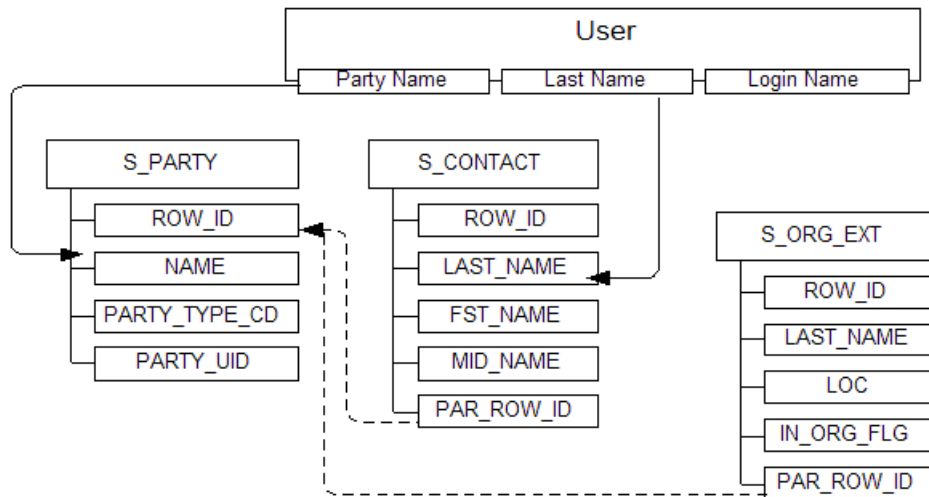 User
Party Name
Last Name
Login Name
S_PARTY
ROW_ID
NAME
PARTY_TYPE_CD
PARTY_UID
S_CONTACT
ROW_ID
LAST_NAME
FST_NAME
MID_NAME
PAR_ROW_ID
S_ORG_EXT
ROW_ID
LAST_NAME
LOC
IN_ORG_FLG
PAR_ROW_ID